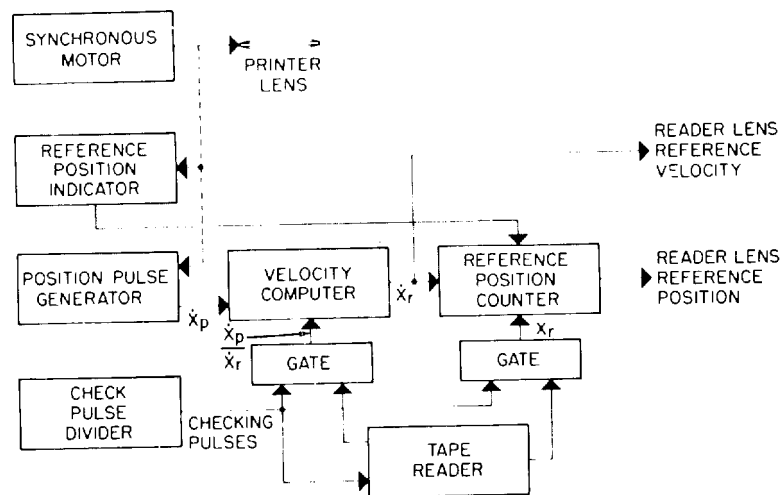 SYNCHRONOUS
MOTOR
PRINTER
LENS
REFERENCE
POSITION
INDICATOR
READER LENS
REFERENCE
VELOCITY
POSITION PULSE
GENERATOR
VELOCITY
COMPUTER
REFERENCE
POSITION
COUNTER
READER LENS
REFERENCE
POSITION
Ẋp
Ẋr
Ẋp
Ẋr
GATE
Xr
GATE
CHECK
PULSE
DIVIDER
CHECKING
PULSES
TAPE
READER